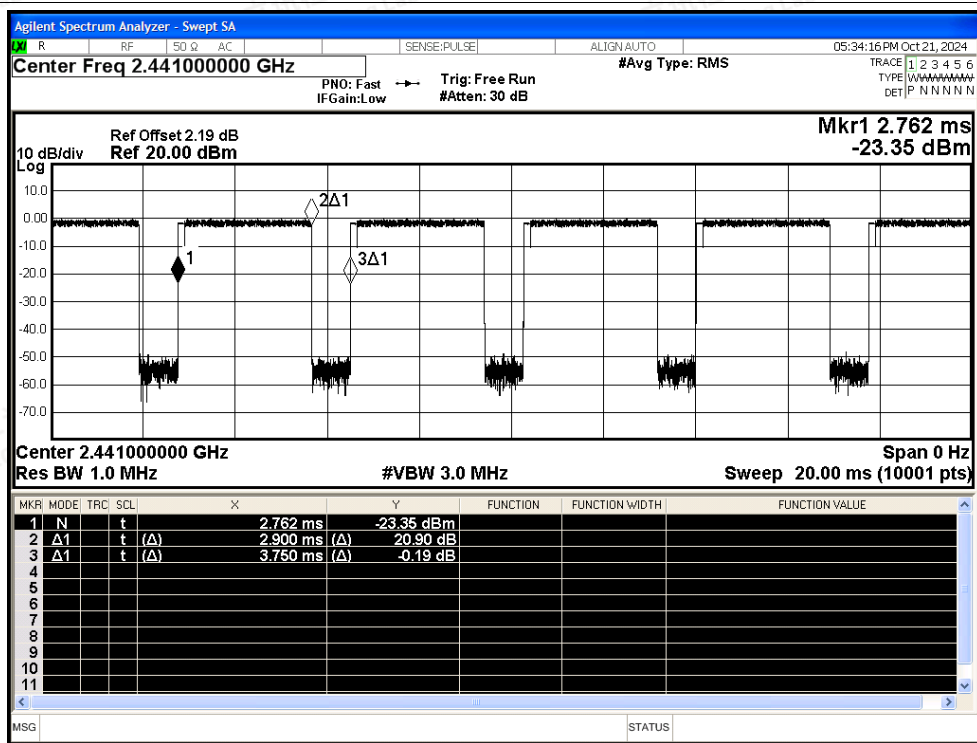 Agilent Spectrum Analyzer - Swept SA
LXI R RF 50 Ω AC SENSE:PULSE ALIGN AUTO 05:34:16 PM Oct 21, 2024
Center Freq 2.441000000 GHz #Avg Type: RMS TRACE 1 2 3 4 5 6
PNO: Fast Trig: Free Run TYPE
IFGain:Low #Atten: 30 dB DET P N N N N N
Mkr1 2.762 ms
-23.35 dBm
Ref Offset 2.19 dB
10 dB/div Ref 20.00 dBm
Log
10.0
2Δ1
0.00
-10.0
1 3Δ1
-20.0
-30.0
-40.0
-50.0
-60.0
-70.0
Center 2.441000000 GHz Span 0 Hz
Res BW 1.0 MHz #VBW 3.0 MHz Sweep 20.00 ms (10001 pts)
MKR MODE TRC SCL X Y FUNCTION FUNCTION WIDTH FUNCTION VALUE
1 N t 2.762 ms -23.35 dBm
2 Δ1 t (Δ) 2.900 ms (Δ) 20.90 dB
3 Δ1 t (Δ) 3.750 ms (Δ) -0.19 dB
4
5
6
7
8
9
10
11
MSG STATUS